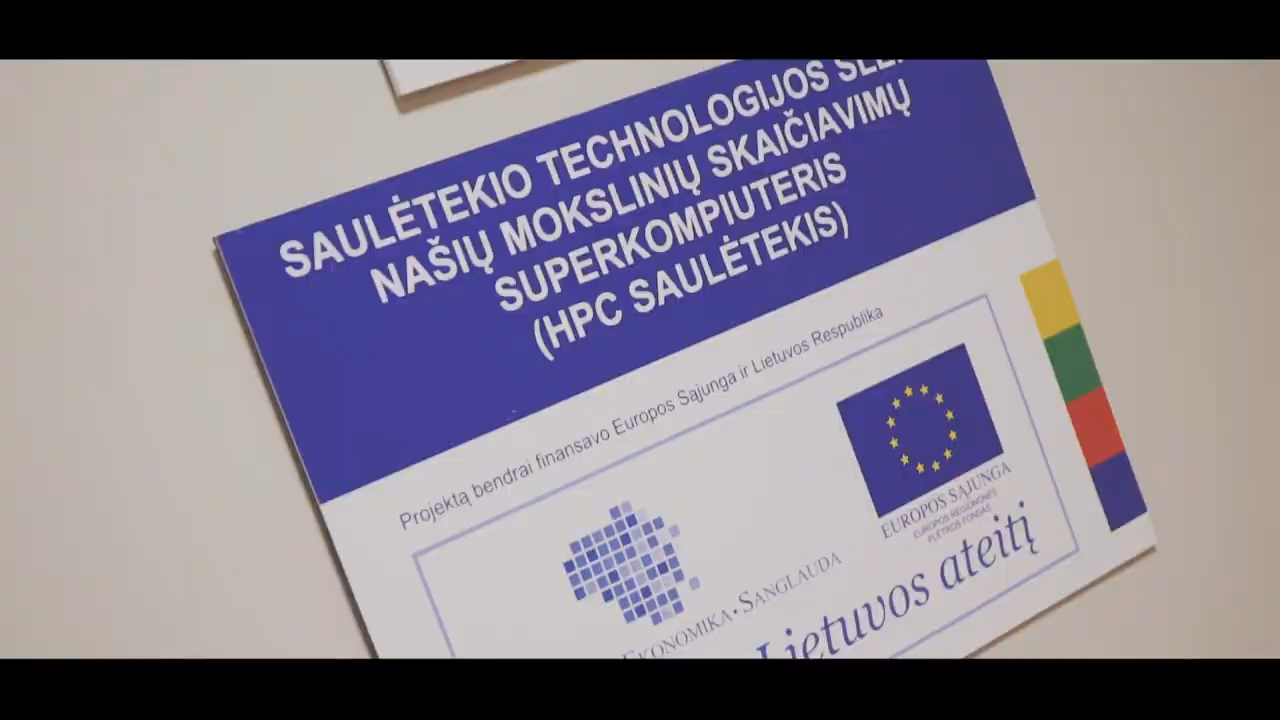 SAULĖTEKIO TECHNOLOGIJOS
NAŠIŲ MOKSLINIŲ SKAIČIAVIMŲ
SUPERKOMPIUTERIS
(HPC SAULĖTEKIS)
Projektą bendrai finansavo Europos Sąjunga ir Lietuvos Respublika
EUROPOS SĄJUNGA
EUROPOS REGIONINĖS
PLĖTROS FONDAS
EKONOMIKA • SANGLAUDA
Lietuvos ateitį